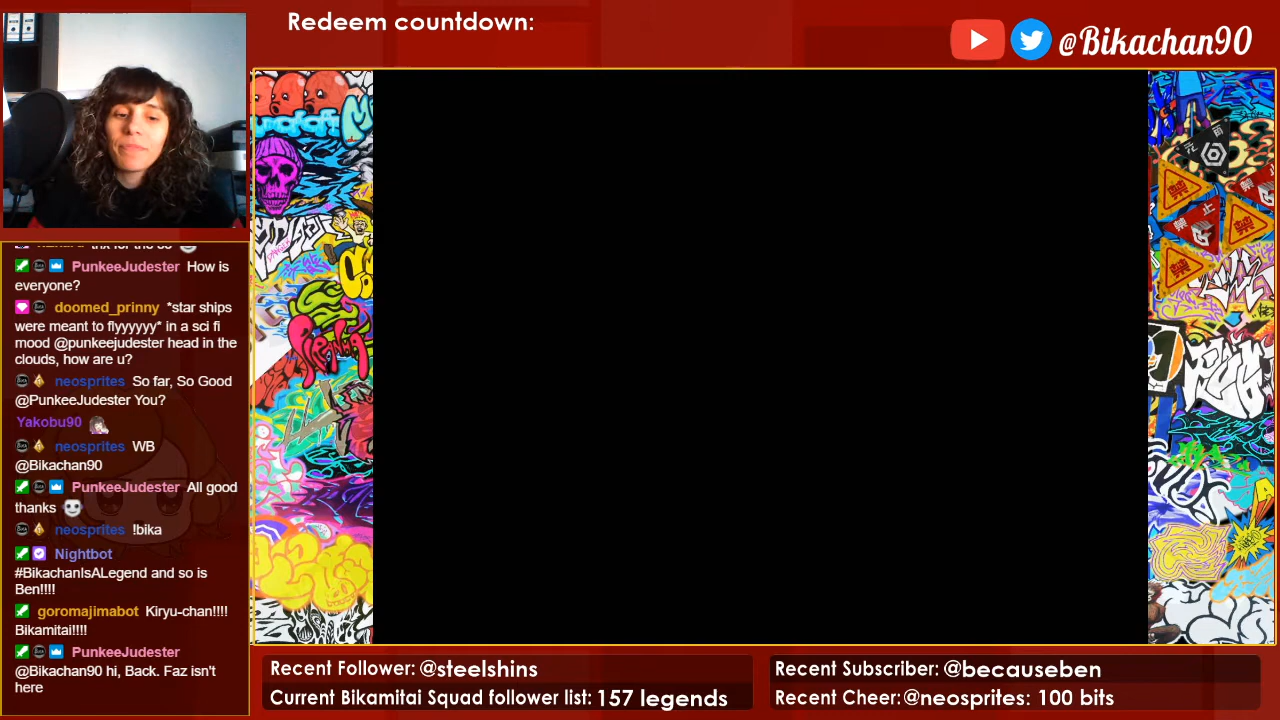 Redeem countdown:
@Bikachan90
PunkeeJudester How is
everyone?
doomed_prinny *star ships
were meant to flyyyyyy* in a sci fi
mood @punkeejudester head in the
clouds, how are u?
neosprites So far, So Good
@PunkeeJudester You?
Yakobu90
neosprites WB
@Bikachan90
PunkeeJudester All good
thanks
neosprites !bika
Nightbot
#BikachanIsALegend and so is
Ben!!!!
goromajimabot Kiryu-chan!!!!
Bikamitai!!!!
PunkeeJudester
@Bikachan90 hi, Back. Faz isn't
here
Recent Follower: @steelshins
Current Bikamitai Squad follower list: 157 legends
Recent Subscriber: @becauseben
Recent Cheer: @neosprites: 100 bits